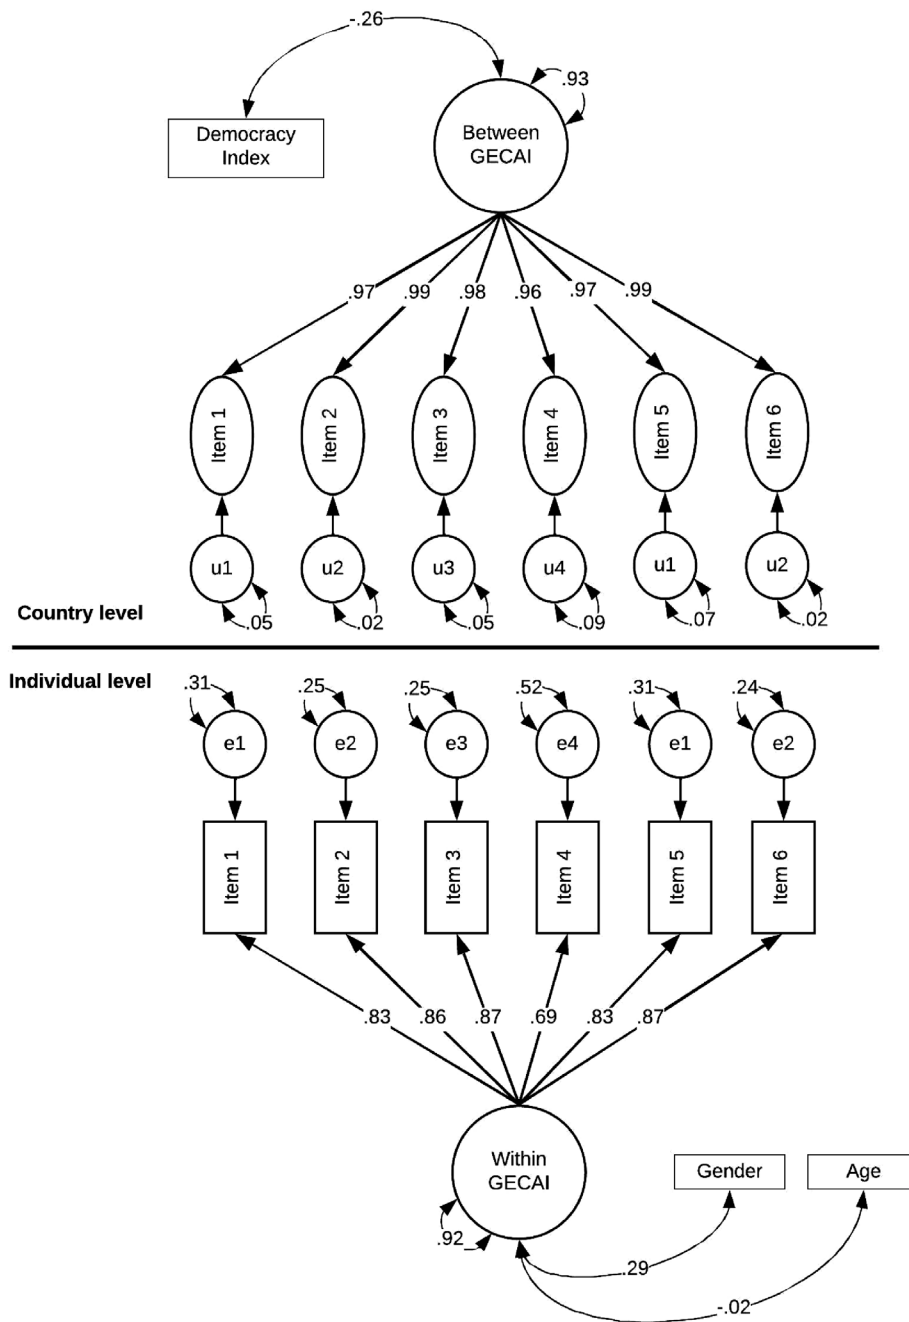 -.26
.93
Democracy
Index
Between
GECAI
.97 .99 .98 .96 .97 .99
Item 1 Item 2 Item 3 Item 4 Item 5 Item 6
u1 u2 u3 u4 u1 u2
.05 .02 .05 .09 .07 .02
Country level
Individual level
.31 .25 .25 .52 .31 .24
e1 e2 e3 e4 e1 e2
Item 1 Item 2 Item 3 Item 4 Item 5 Item 6
.83 .86 .87 .69 .83 .87
Within
GECAI
Gender Age
.92
.29
-.02